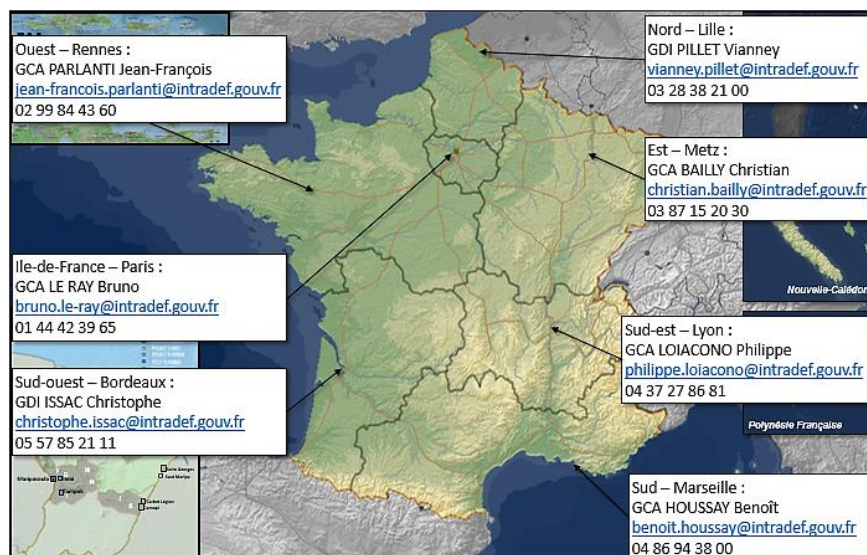 Ouest – Rennes :
GCA PARLANTI Jean-François
jean-francois.parlanti@intradef.gouv.fr
02 99 84 43 60
Nord – Lille :
GDI PILLET Vianney
vianney.pillet@intradef.gouv.fr
03 28 38 21 00
Est – Metz :
GCA BAILLY Christian
christian.bailly@intradef.gouv.fr
03 87 15 20 30
Ile-de-France – Paris :
GCA LE RAY Bruno
bruno.le-ray@intradef.gouv.fr
01 44 42 39 65
Nouvelle-Calédon
Sud-est – Lyon :
GCA LOIACONO Philippe
philippe.loiacono@intradef.gouv.fr
04 37 27 86 81
Sud-ouest – Bordeaux :
GDI ISSAC Christophe
christophe.issac@intradef.gouv.fr
05 57 85 21 11
Polynésie Française
Maripasoula
Sud – Marseille :
GCA HOUSSAY Benoît
benoit.houssay@intradef.gouv.fr
04 86 94 38 00